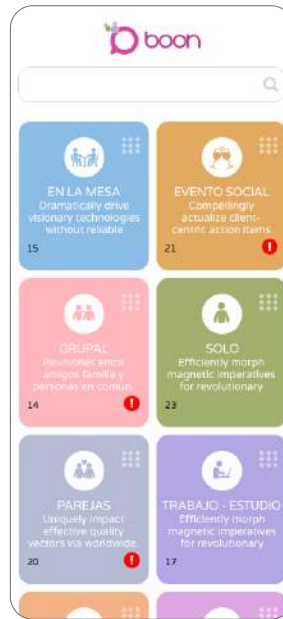 boon
EN LA MESA
Dramatically drive
visionary technologies
without reliable
15
EVENTO SOCIAL
Compellingly
actualize client-
centric action items
21
!
GRUPAL
Reuniones entre
amigos familia y
personas en común.
14
!
SOLO
Efficiently morph
magnetic imperatives
for revolutionary
23
PAREJAS
Uniquely impact
effective quality
vectors via worldwide.
20
!
TRABAJO - ESTUDIO
Efficiently morph
magnetic imperatives
for revolutionary
17